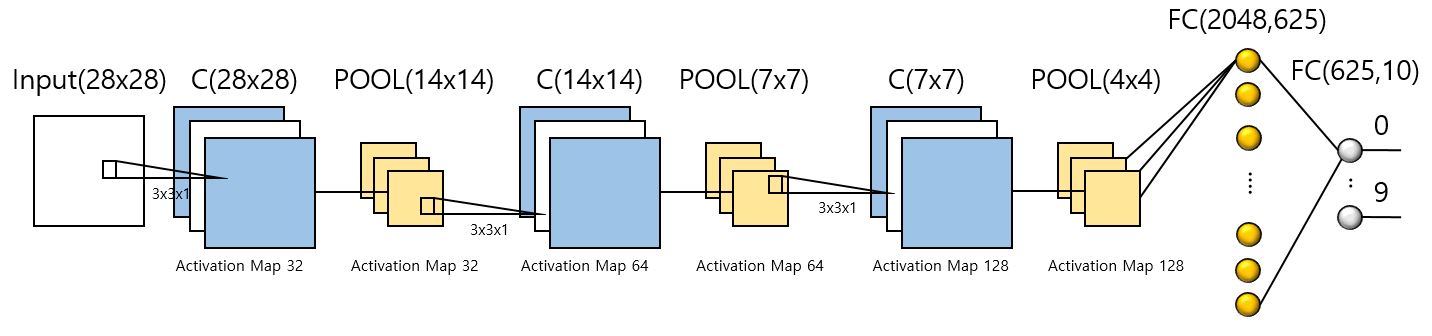 FC(2048,625)
Input(28x28)
C(28x28)
POOL(14x14)
C(14x14)
POOL(7x7)
C(7x7)
POOL(4x4)
FC(625,10)
0
9
3x3x1
3x3x1
3x3x1
Activation Map 32
Activation Map 32
Activation Map 64
Activation Map 64
Activation Map 128
Activation Map 128